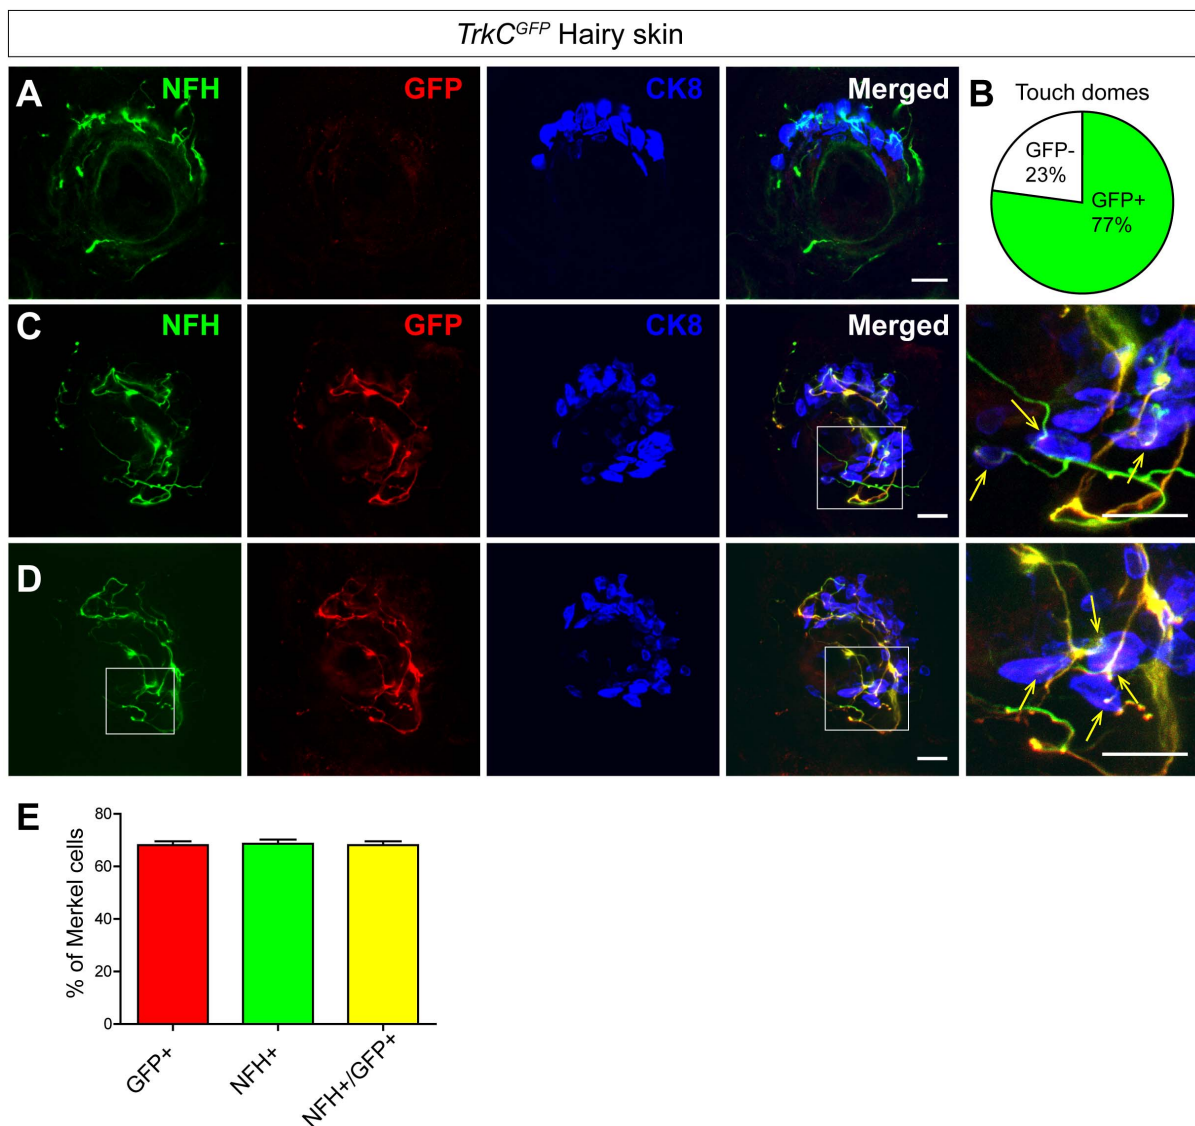 TrkC^GFP Hairy skin
A NFH GFP CK8 Merged
B Touch domes
GFP-
23%
GFP+
77%
C NFH GFP CK8 Merged
D
E
% of Merkel cells
80
60
40
20
0
GFP+
NFH+
NFH+/GFP+